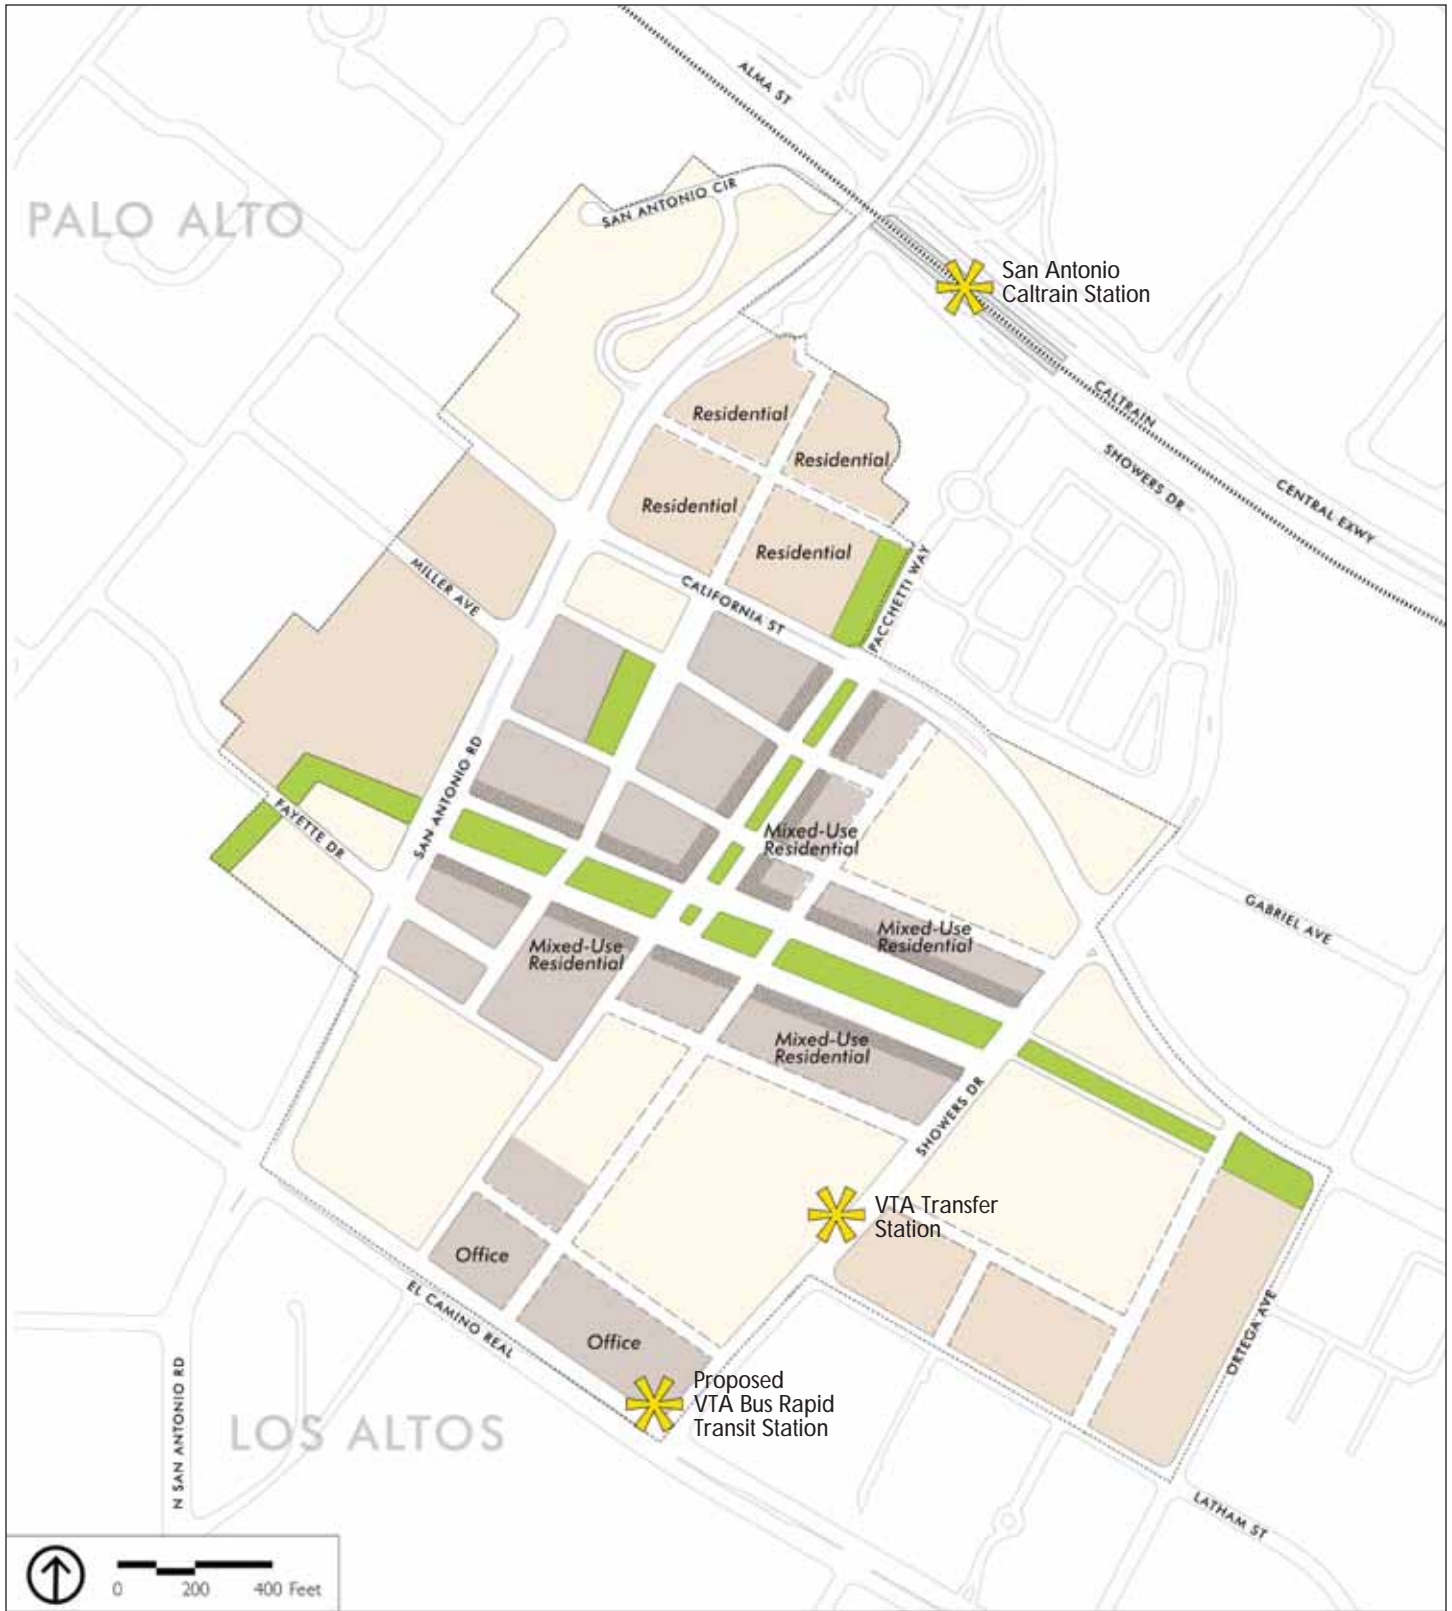 ALMA ST
PALO ALTO
SAN ANTONIO CIR
San Antonio
Caltrain Station
CALTRAIN
Residential
Residential
SHOWERS DR
CENTRAL EXWY
Residential
Residential
PACCHETTI WAY
MILLER AVE
CALIFORNIA ST
SAN ANTONIO RD
FAYETTE DR
Mixed-Use
Residential
GABRIEL AVE
Mixed-Use
Residential
Mixed-Use
Residential
Mixed-Use
Residential
SHOWERS DR
VTA Transfer
Station
Office
EL CAMINO REAL
Office
ORTEGA AVE
N SAN ANTONIO RD
LOS ALTOS
Proposed
VTA Bus Rapid
Transit Station
LATHAM ST
0 200 400 Feet